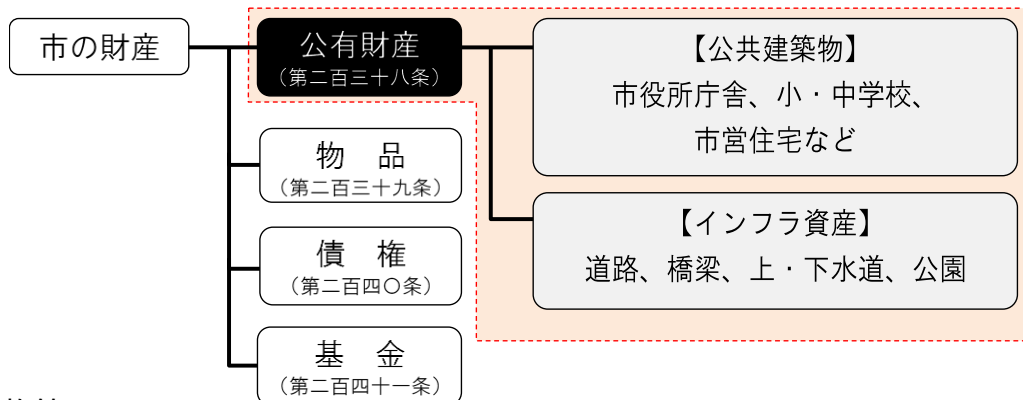 市の財産
公有財産
（第二百三十八条）
【公共建築物】
市役所庁舎、小・中学校、
市営住宅など
物　品
（第二百三十九条）
【インフラ資産】
道路、橋梁、上・下水道、公園
債　権
（第二百四〇条）
基　金
（第二百四十一条）